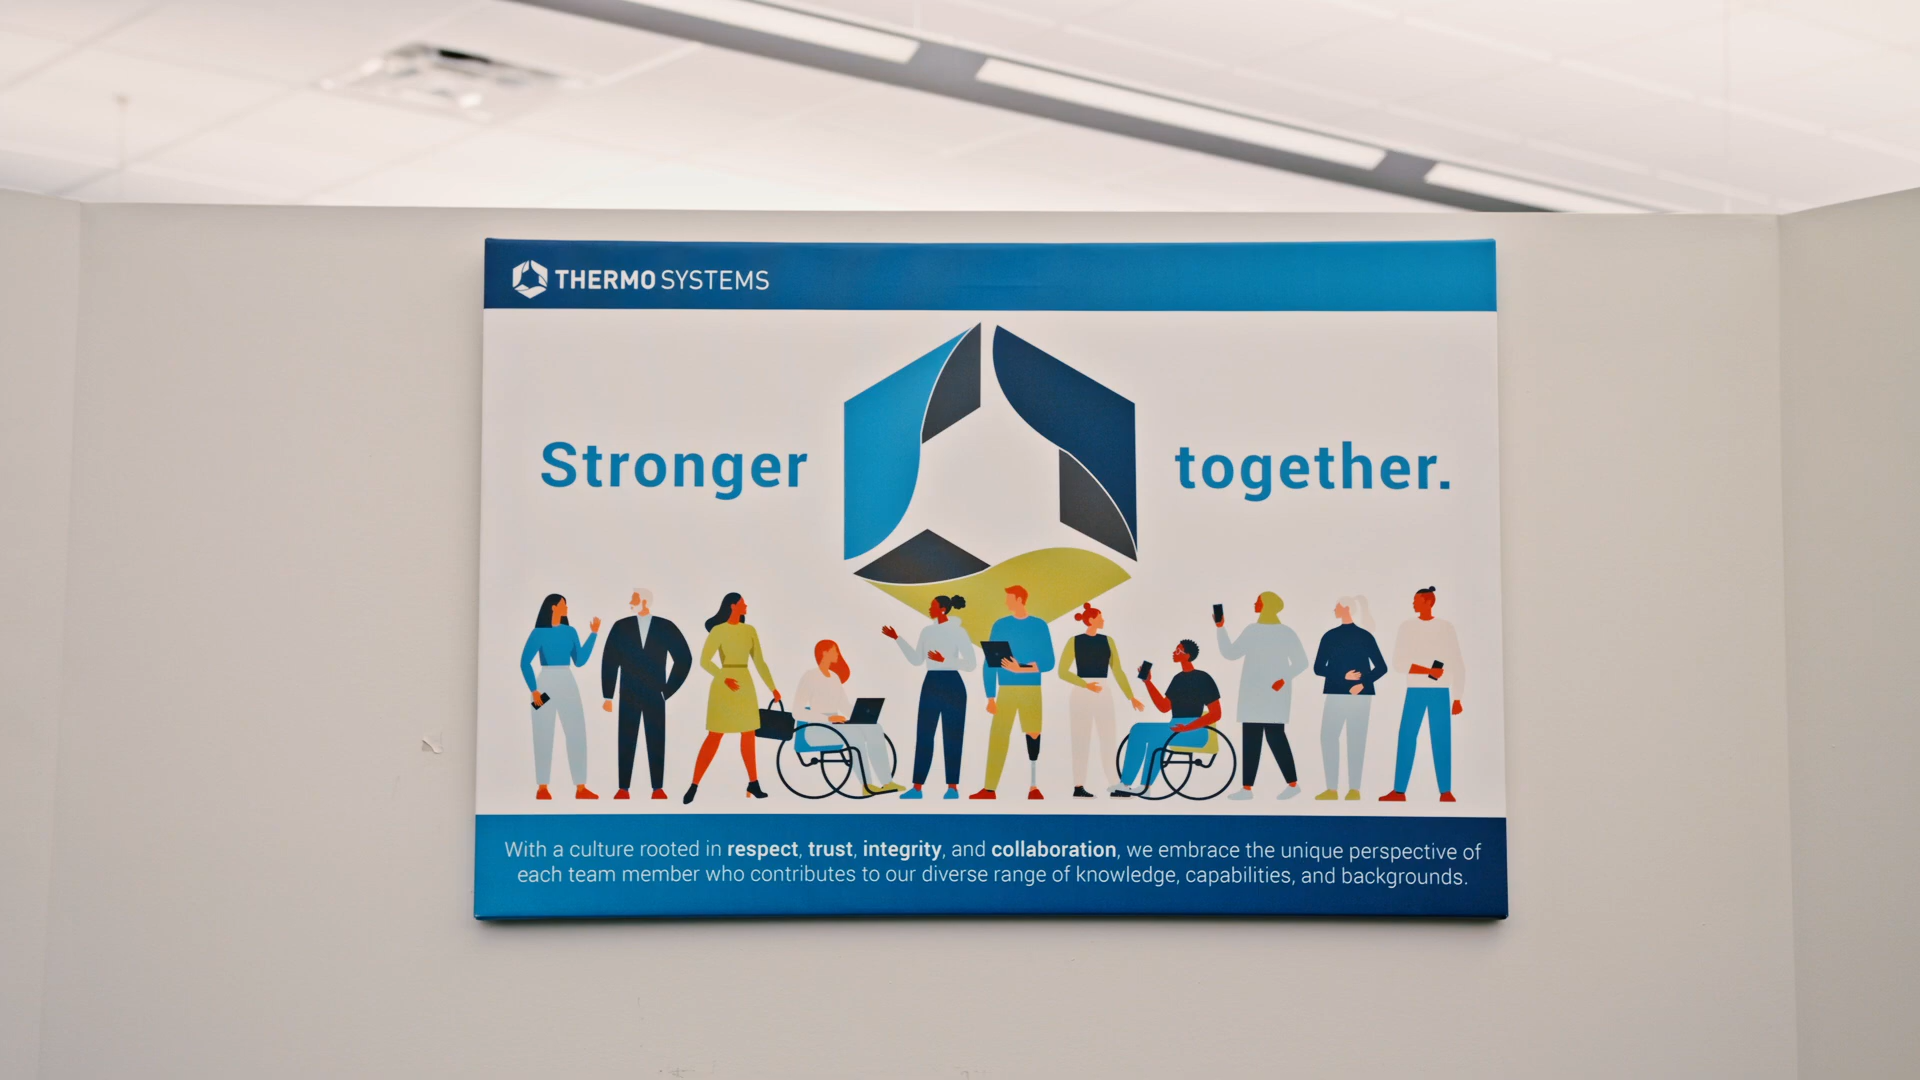 THERMO SYSTEMS
Stronger together.
With a culture rooted in respect, trust, integrity, and collaboration, we embrace the unique perspective of
each team member who contributes to our diverse range of knowledge, capabilities, and backgrounds.